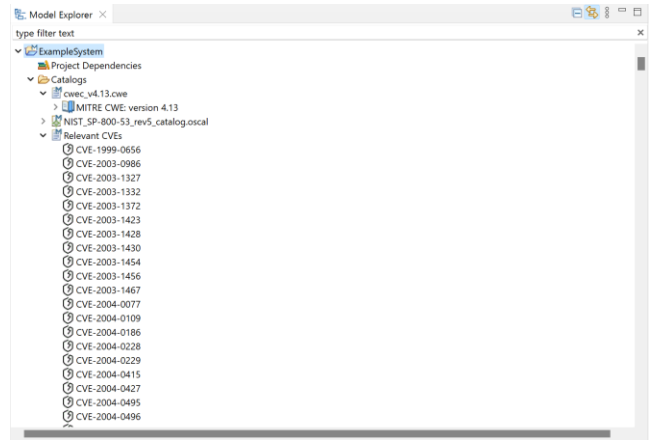 Model Explorer
type filter text
ExampleSystem
Project Dependencies
Catalogs
cwec_v4.13.cwe
MITRE CWE: version 4.13
NIST_SP-800-53_rev5_catalog.oscal
Relevant CVEs
CVE-1999-0656
CVE-2003-0986
CVE-2003-1327
CVE-2003-1332
CVE-2003-1372
CVE-2003-1423
CVE-2003-1428
CVE-2003-1430
CVE-2003-1454
CVE-2003-1456
CVE-2003-1467
CVE-2004-0077
CVE-2004-0109
CVE-2004-0186
CVE-2004-0228
CVE-2004-0229
CVE-2004-0415
CVE-2004-0427
CVE-2004-0495
CVE-2004-0496